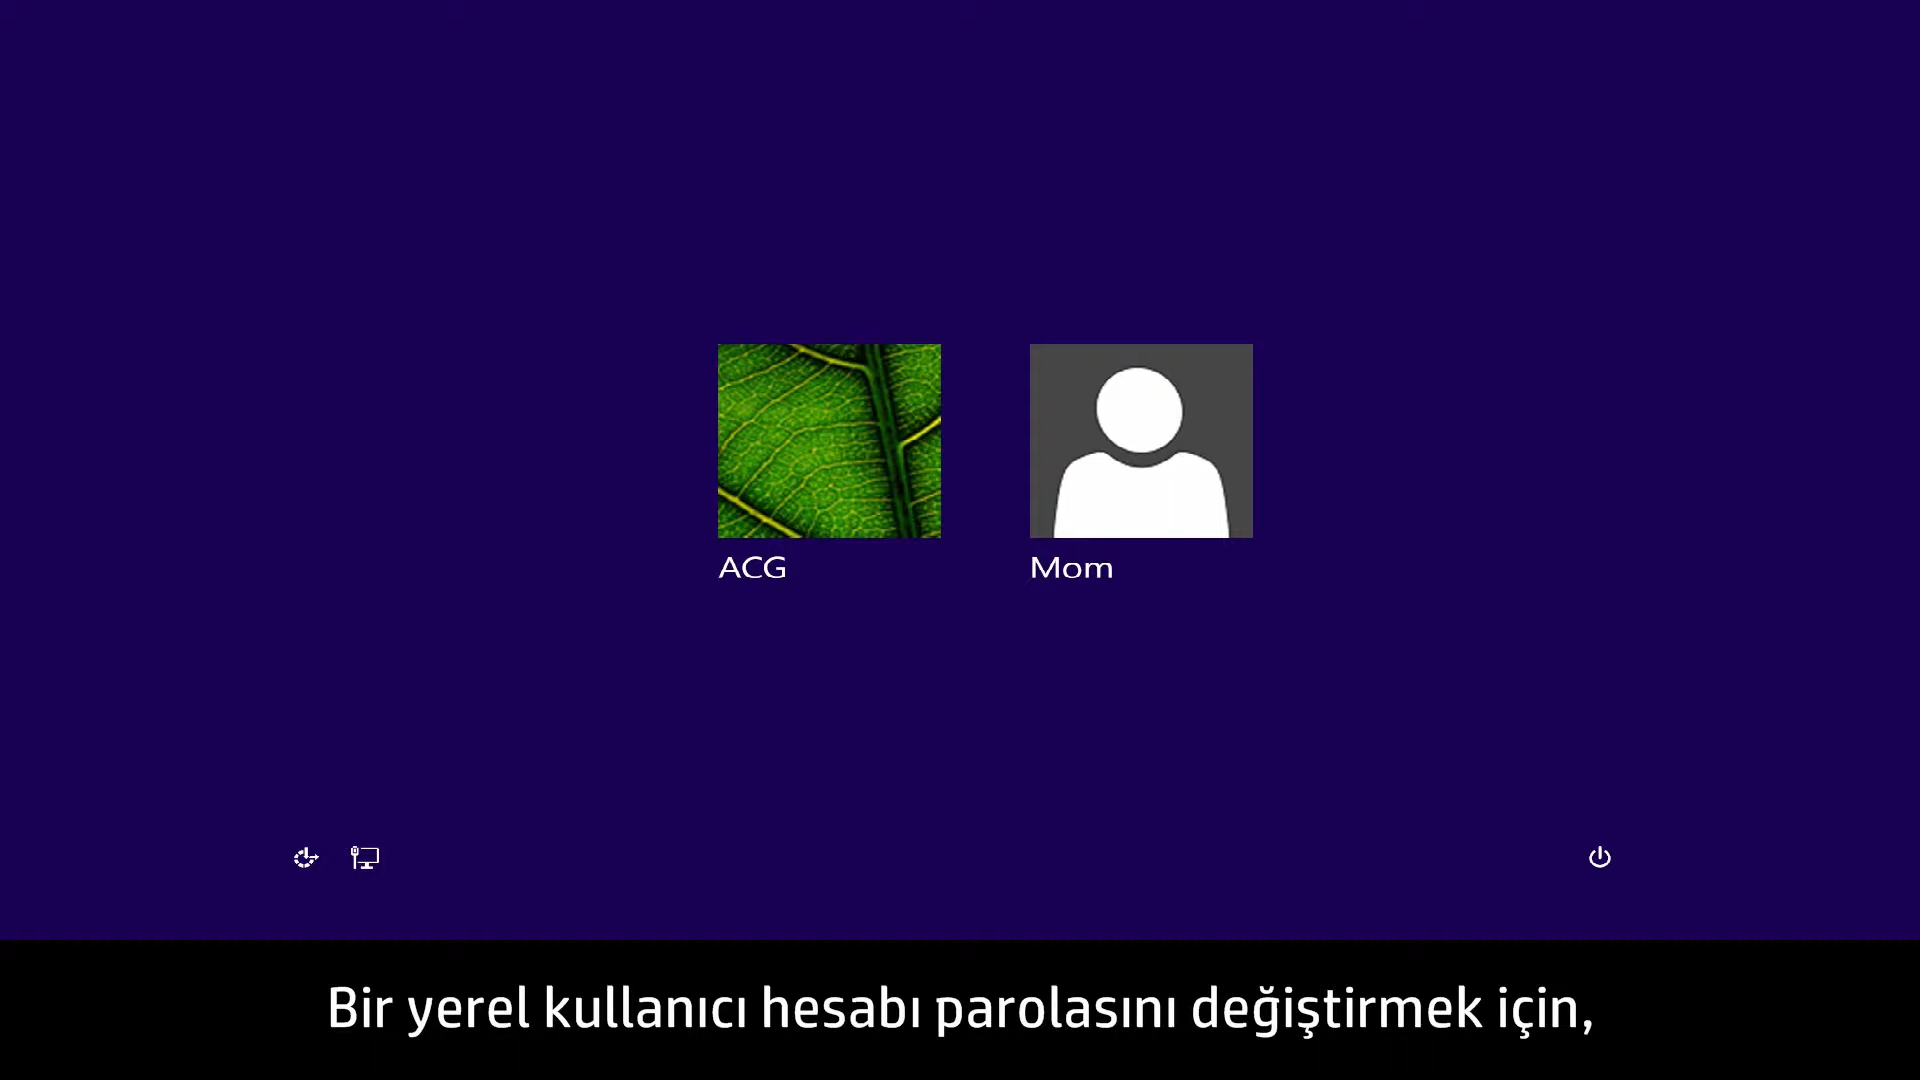 ACG
Mom
Bir yerel kullanıcı hesabı parolasını değiştirmek için,